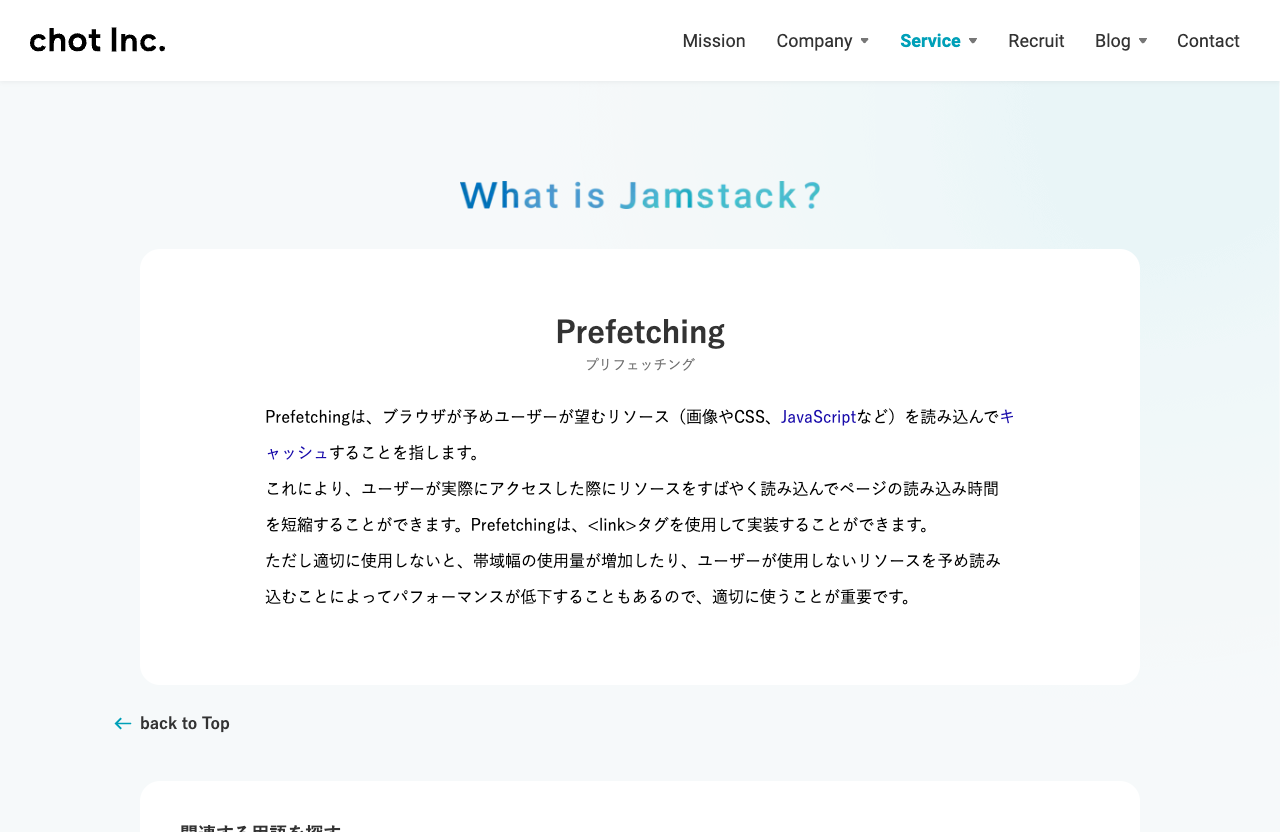 chot Inc.
Mission
Company
Service
Recruit
Blog
Contact
What is Jamstack?
Prefetching
プリフェッチング
Prefetchingは、ブラウザが予めユーザーが望むリソース（画像やCSS、JavaScriptなど）を読み込んでキ
ャッシュすることを指します。
これにより、ユーザーが実際にアクセスした際にリソースをすばやく読み込んでページの読み込み時間
を短縮することができます。Prefetchingは、<link>タグを使用して実装することができます。
ただし適切に使用しないと、帯域幅の使用量が増加したり、ユーザーが使用しないリソースを予め読み
込むことによってパフォーマンスが低下することもあるので、適切に使うことが重要です。
back to Top
関連する用語を探す